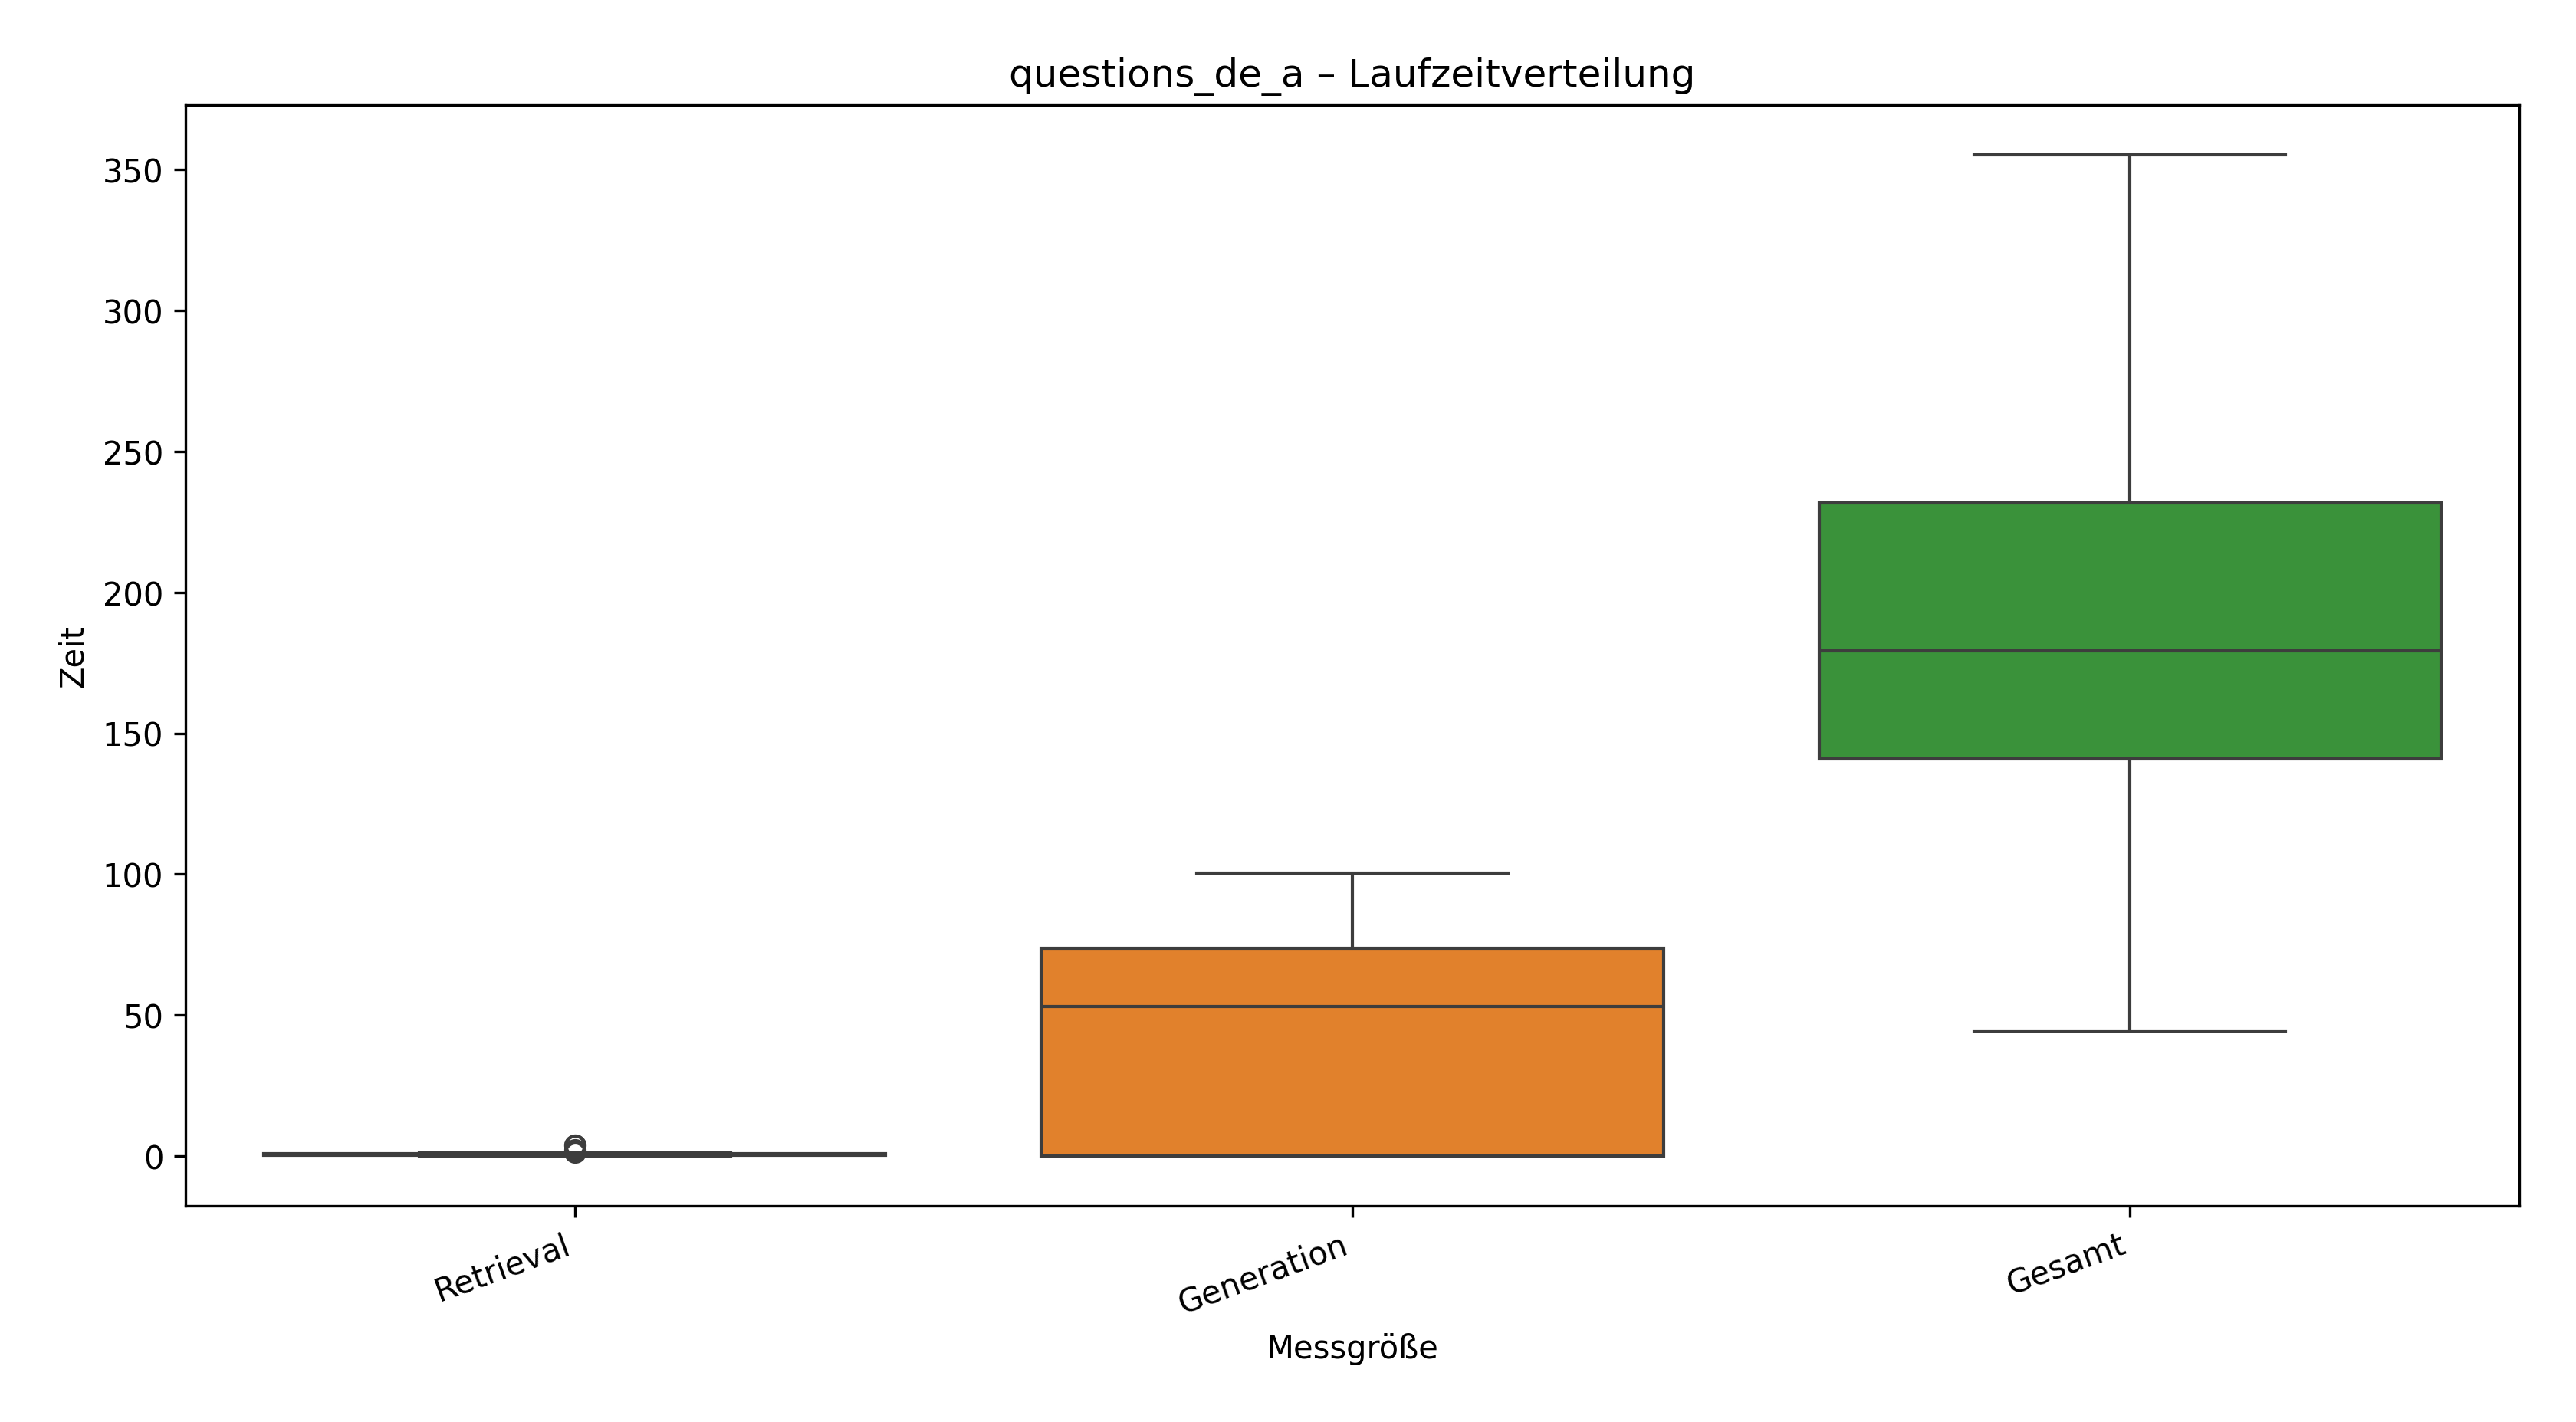 questions_de_a – Laufzeitverteilung
Zeit
350
300
250
200
150
100
50
0
Retrieval
Generation
Gesamt
Messgröße